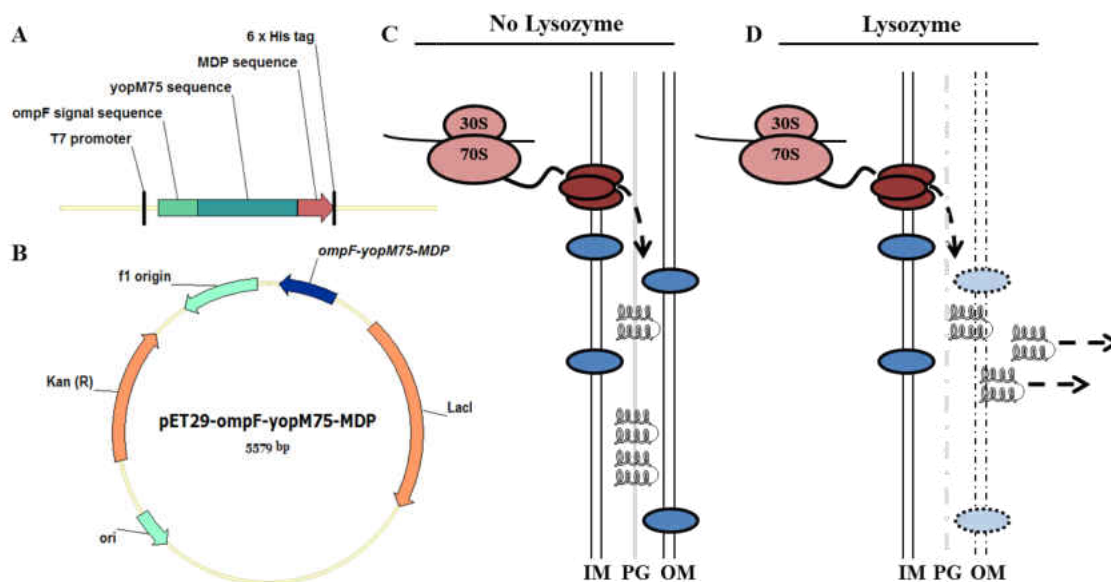 A
6 x His tag
MDP sequence
yopM75 sequence
ompF signal sequence
T7 promoter
B
ompF-yopM75-MDP
f1 origin
Kan (R)
LacI
pET29-ompF-yopM75-MDP
5579 bp
ori
C
No Lysozyme
30S
70S
IM PG OM
D
Lysozyme
30S
70S
IM PG OM